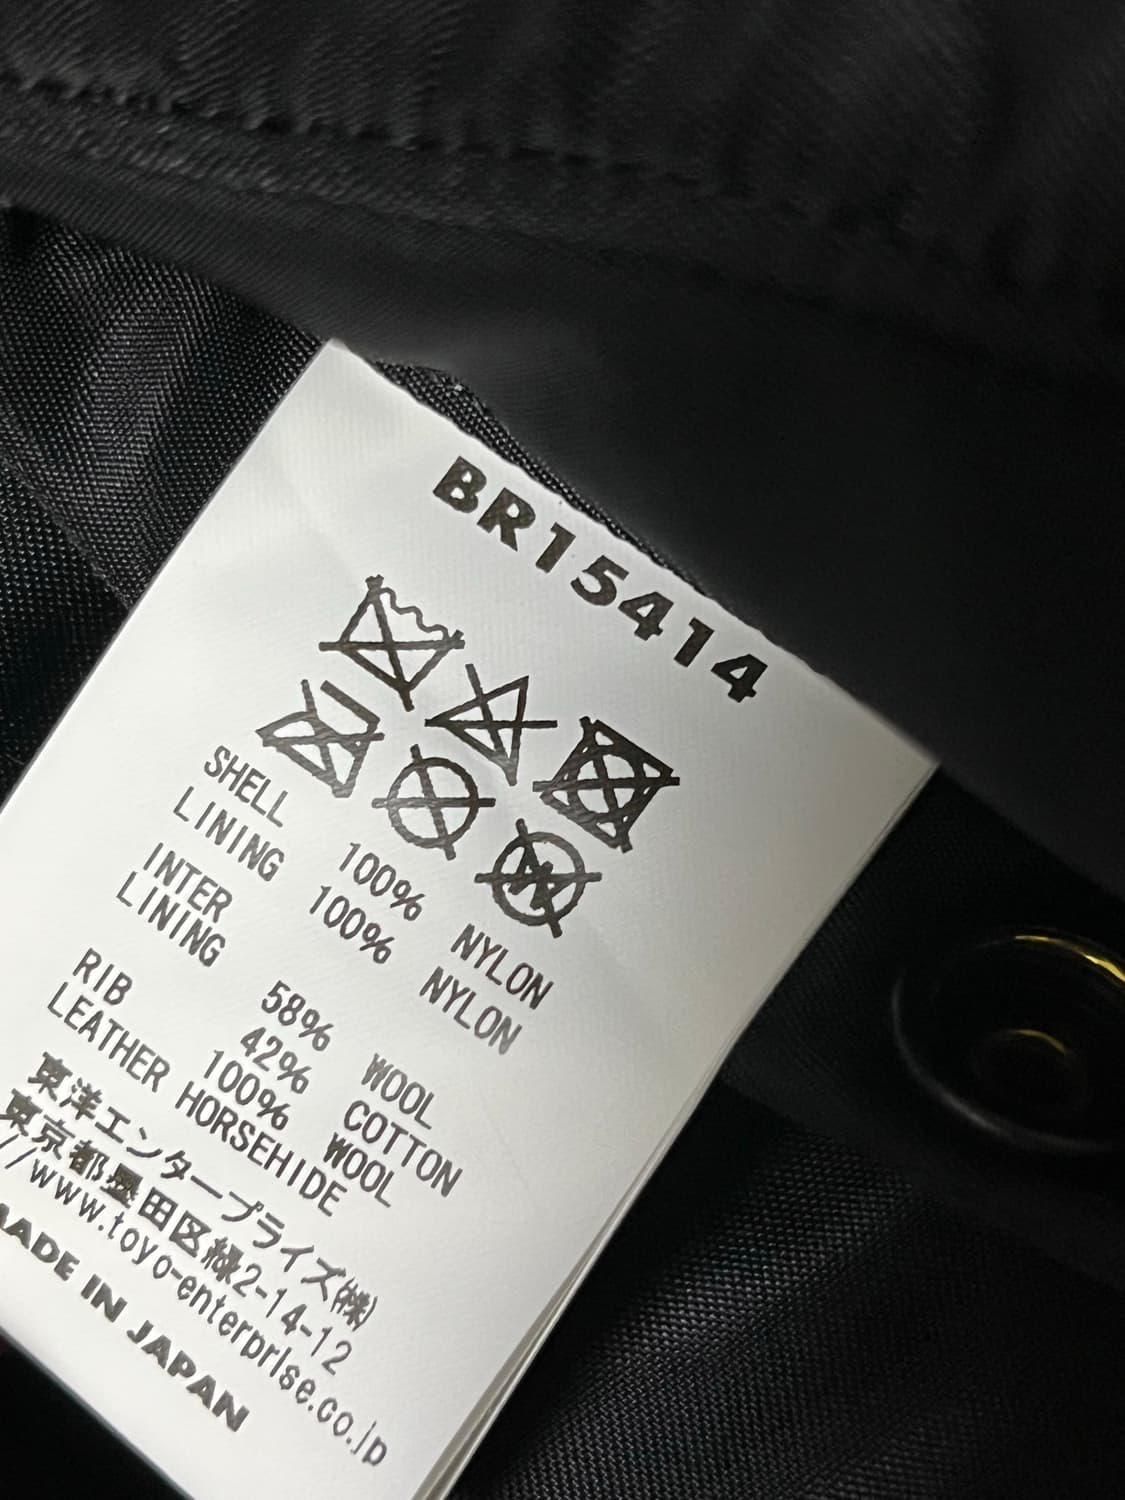 BR15414
SHELL 100% NYLON
LINING 100% NYLON
INTER
LINING 58% WOOL
42% COTTON
RIB 100% WOOL
LEATHER HORSEHIDE
東洋エンタープライズ㈱
東京都墨田区緑2-14-12
//www.toyo-enterprise.co.jp
MADE IN JAPAN